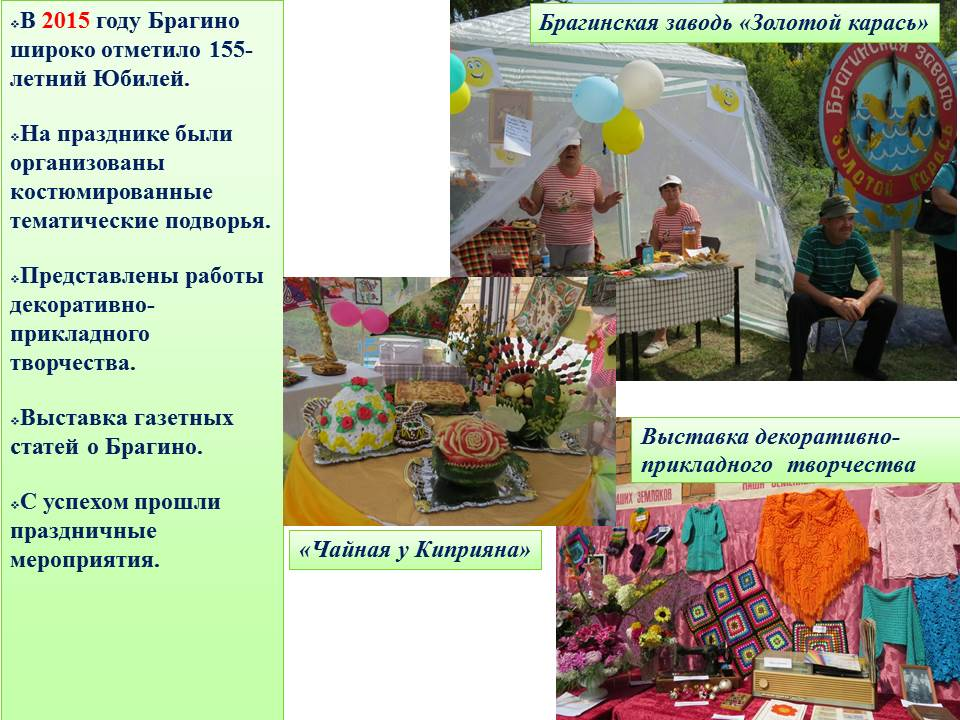 ❖В 2015 году Брагино
широко отметило 155-
летний Юбилей.
❖На празднике были
организованы
костюмированные
тематические подворья.
❖Представлены работы
декоративно-
прикладного
творчества.
❖Выставка газетных
статей о Брагино.
❖С успехом прошли
праздничные
мероприятия.
Брагинская заводь «Золотой карась»
БРАГИНСКАЯ ЗАВОДЬ
ЗОЛОТОЙ КАРАСЬ
«Чайная у Киприяна»
Выставка декоративно-
прикладного творчества
НАШИХ ЗЕМЛЯКОВ